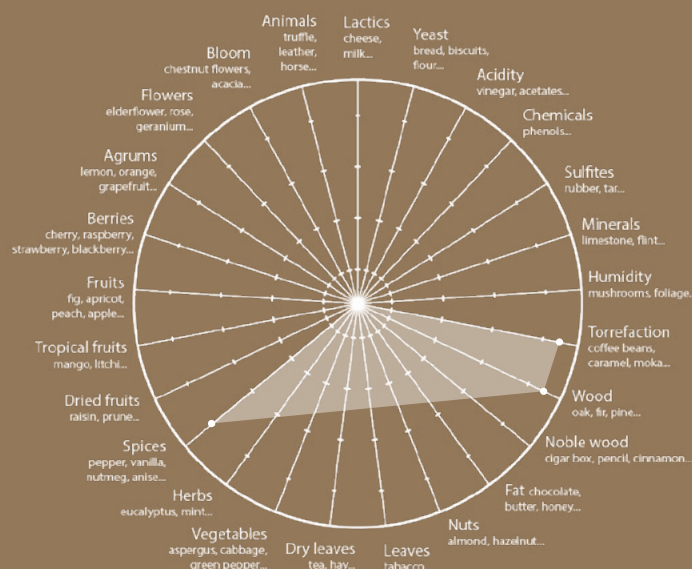 Animals
truffle,
leather,
horse...
Lactics
cheese,
milk...
Yeast
bread, biscuits,
flour...
Acidity
vinegar, acetates...
Chemicals
phenols...
Sulfites
rubber, tar...
Minerals
limestone, flint...
Humidity
mushrooms, foliage...
Torrefaction
coffee beans,
caramel, moka...
Wood
oak, fir, pine...
Noble wood
cigar box, pencil, cinnamon...
Fat chocolate,
butter, honey...
Nuts
almond, hazelnut...
Leaves
tabacco
Dry leaves
tea, hay...
Vegetables
aspergus, cabbage,
green pepper...
Herbs
eucalyptus, mint...
Spices
pepper, vanilla,
nutmeg, anise...
Dried fruits
raisin, prune...
Tropical fruits
mango, litchi...
Fruits
fig, apricot,
peach, apple...
Berries
cherry, raspberry,
strawberry, blackberry...
Agrums
lemon, orange,
grapefruit...
Flowers
elderflower, rose,
geranium...
Bloom
chestnut flowers,
acacia...